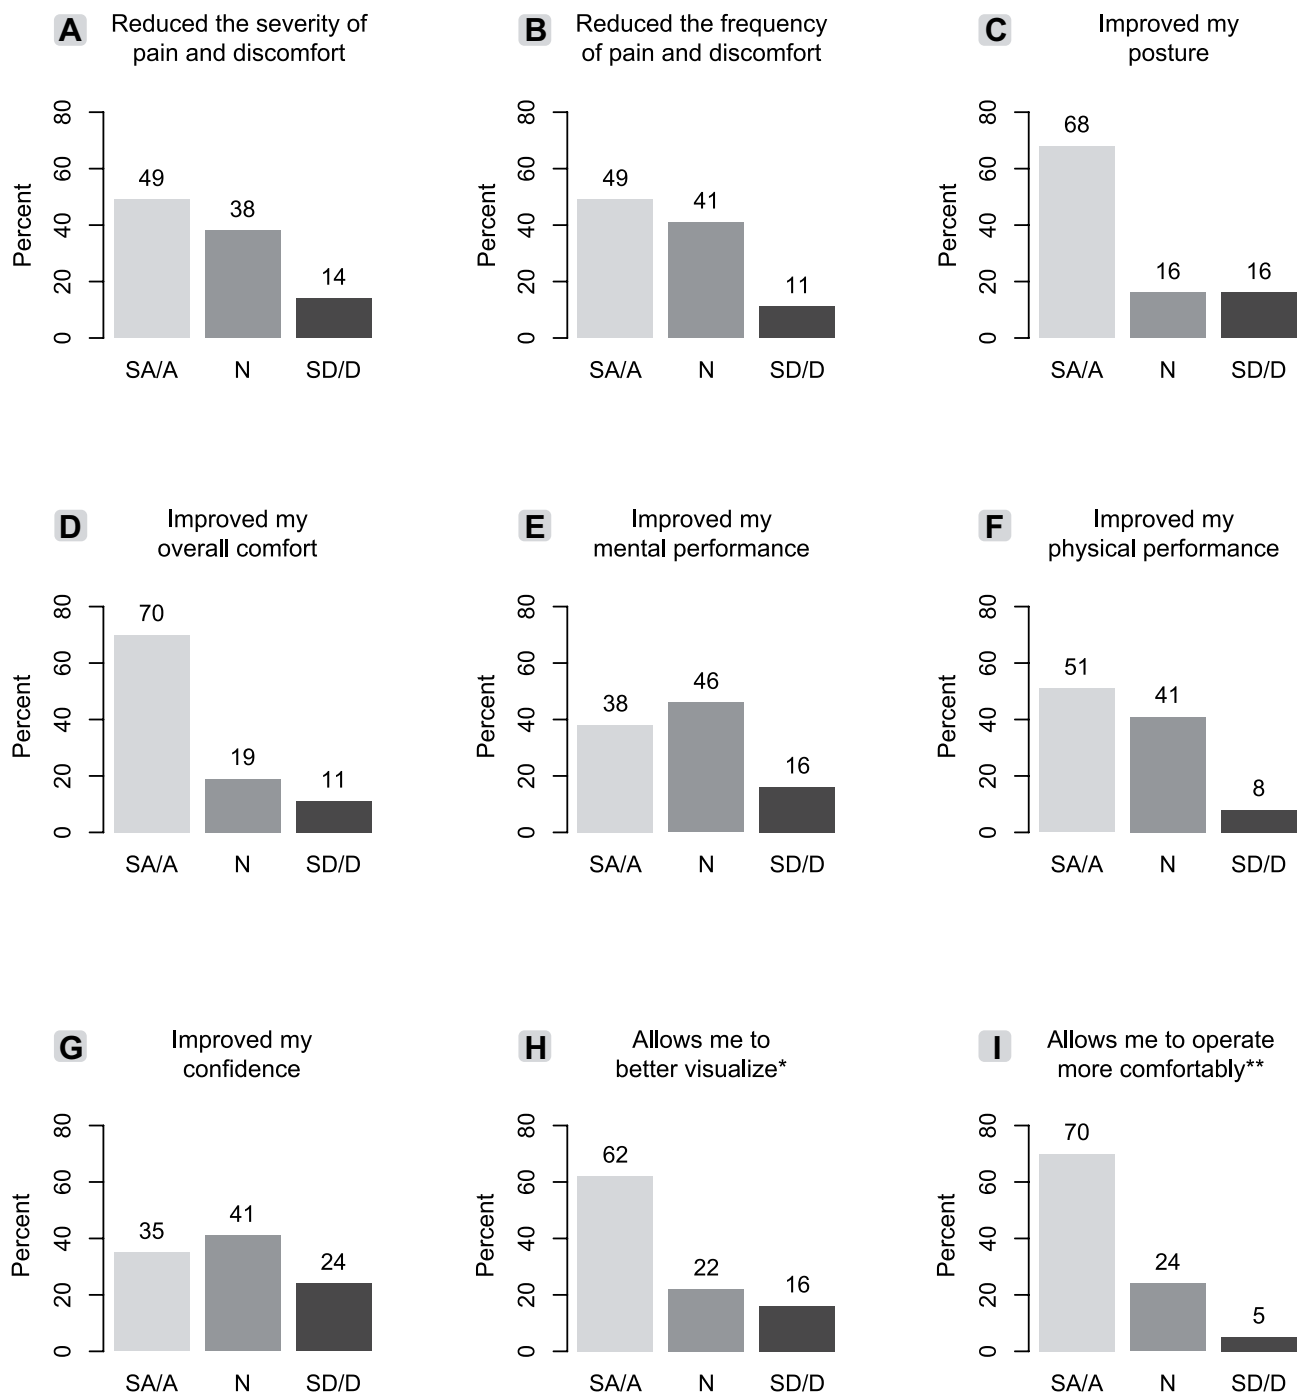 A Reduced the severity of
pain and discomfort
80
60
40
20
0
Percent
49
38
14
SA/A N SD/D
B Reduced the frequency
of pain and discomfort
80
60
40
20
0
Percent
49
41
11
SA/A N SD/D
C Improved my
posture
80
60
40
20
0
Percent
68
16
16
SA/A N SD/D
D Improved my
overall comfort
80
60
40
20
0
Percent
70
19
11
SA/A N SD/D
E Improved my
mental performance
80
60
40
20
0
Percent
38
46
16
SA/A N SD/D
F Improved my
physical performance
80
60
40
20
0
Percent
51
41
8
SA/A N SD/D
G Improved my
confidence
80
60
40
20
0
Percent
35
41
24
SA/A N SD/D
H Allows me to
better visualize*
80
60
40
20
0
Percent
62
22
16
SA/A N SD/D
I Allows me to operate
more comfortably**
80
60
40
20
0
Percent
70
24
5
SA/A N SD/D